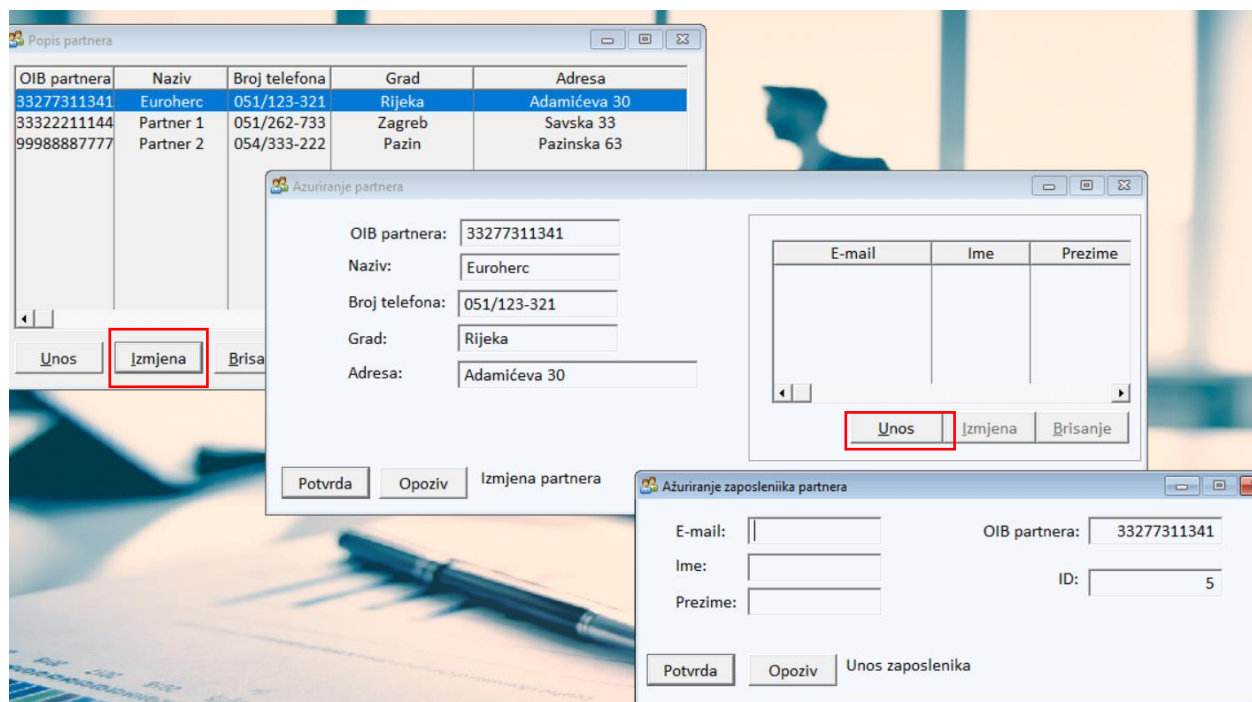 Popis partnera
OIB partnera Naziv Broj telefona Grad Adresa
33277311341 Euroherc 051/123-321 Rijeka Adamićeva 30
33322211144 Partner 1 051/262-733 Zagreb Savska 33
99988887777 Partner 2 054/333-222 Pazin Pazinska 63
Unos Izmjena Brisa
Azuriranje partnera
OIB partnera: 33277311341
Naziv: Euroherc
Broj telefona: 051/123-321
Grad: Rijeka
Adresa: Adamićeva 30
E-mail Ime Prezime
Unos Izmjena Brisanje
Potvrda Opoziv Izmjena partnera
Ažuriranje zaposleniika partnera
E-mail: OIB partnera: 33277311341
Ime: ID: 5
Prezime:
Potvrda Opoziv Unos zaposlenika